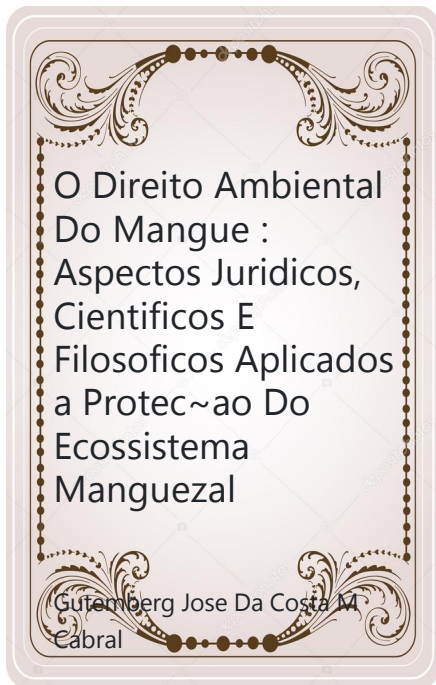 O Direito Ambiental
Do Mangue :
Aspectos Juridicos,
Cientificos E
Filosoficos Aplicados
a Protec~ao Do
Ecossistema
Manguezal
Gutemberg Jose Da Costa M
Cabral